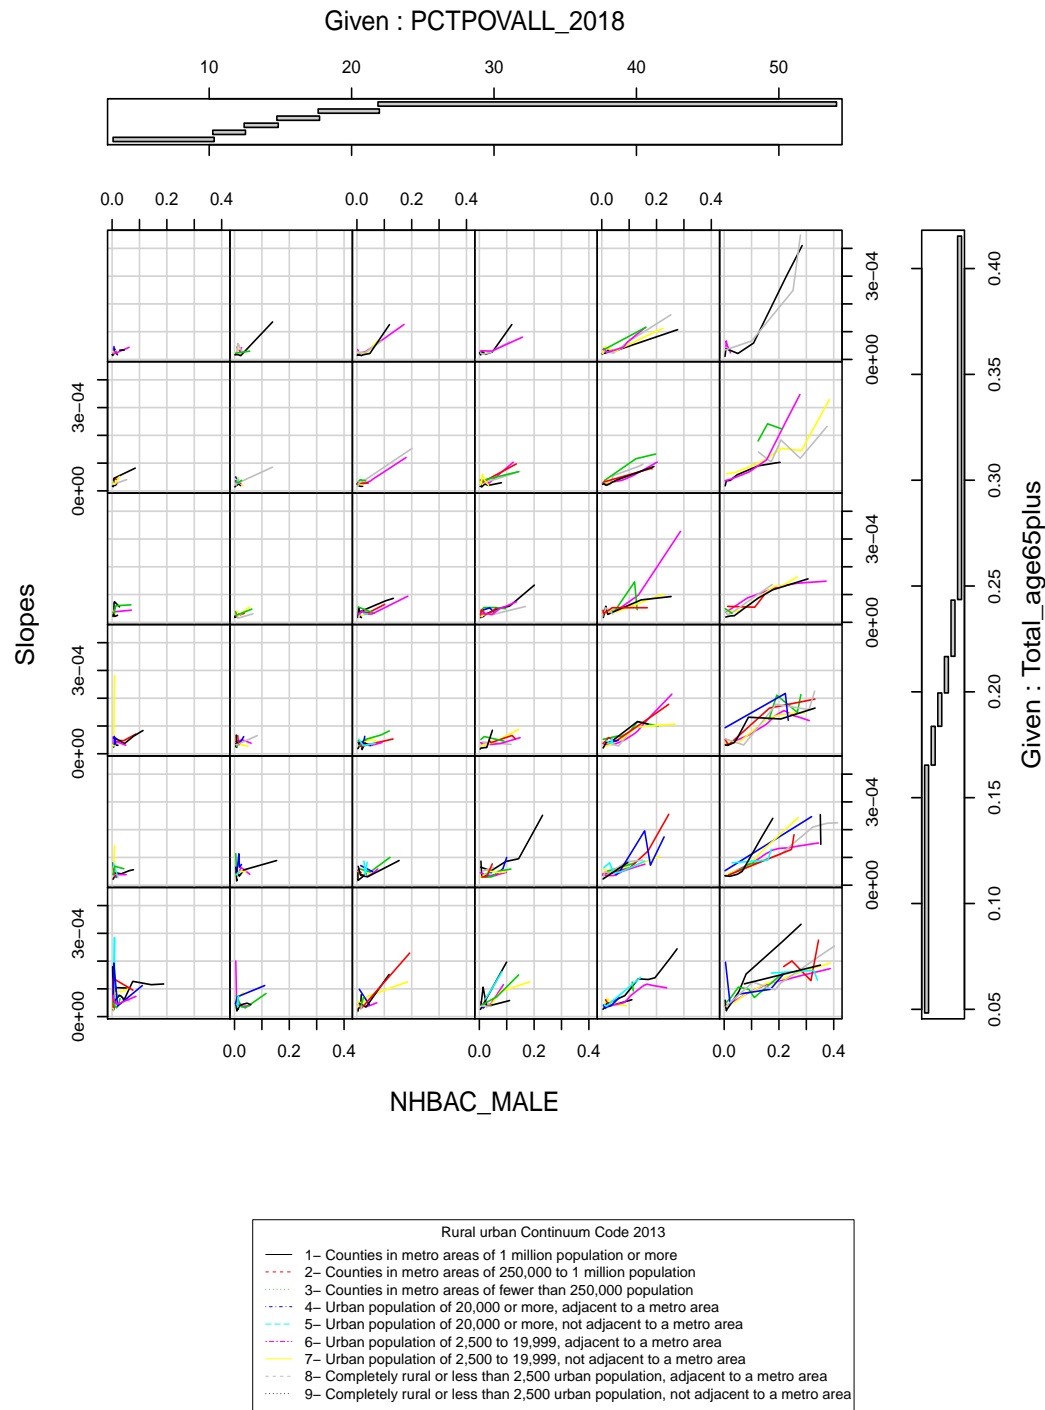 Given : PCTPOVALL_2018
10 20 30 40 50
0.0 0.2 0.4 0.0 0.2 0.4 0.0 0.2 0.4
0e+00 3e−04
0e+00 3e−04
0e+00 3e−04
0e+00 3e−04
0e+00 3e−04
0e+00 3e−04
Slopes
0.05 0.10 0.15 0.20 0.25 0.30 0.35 0.40
Given : Total_age65plus
0.0 0.2 0.4 0.0 0.2 0.4 0.0 0.2 0.4
NHBAC_MALE
Rural urban Continuum Code 2013
1− Counties in metro areas of 1 million population or more
2− Counties in metro areas of 250,000 to 1 million population
3− Counties in metro areas of fewer than 250,000 population
4− Urban population of 20,000 or more, adjacent to a metro area
5− Urban population of 20,000 or more, not adjacent to a metro area
6− Urban population of 2,500 to 19,999, adjacent to a metro area
7− Urban population of 2,500 to 19,999, not adjacent to a metro area
8− Completely rural or less than 2,500 urban population, adjacent to a metro area
9− Completely rural or less than 2,500 urban population, not adjacent to a metro area